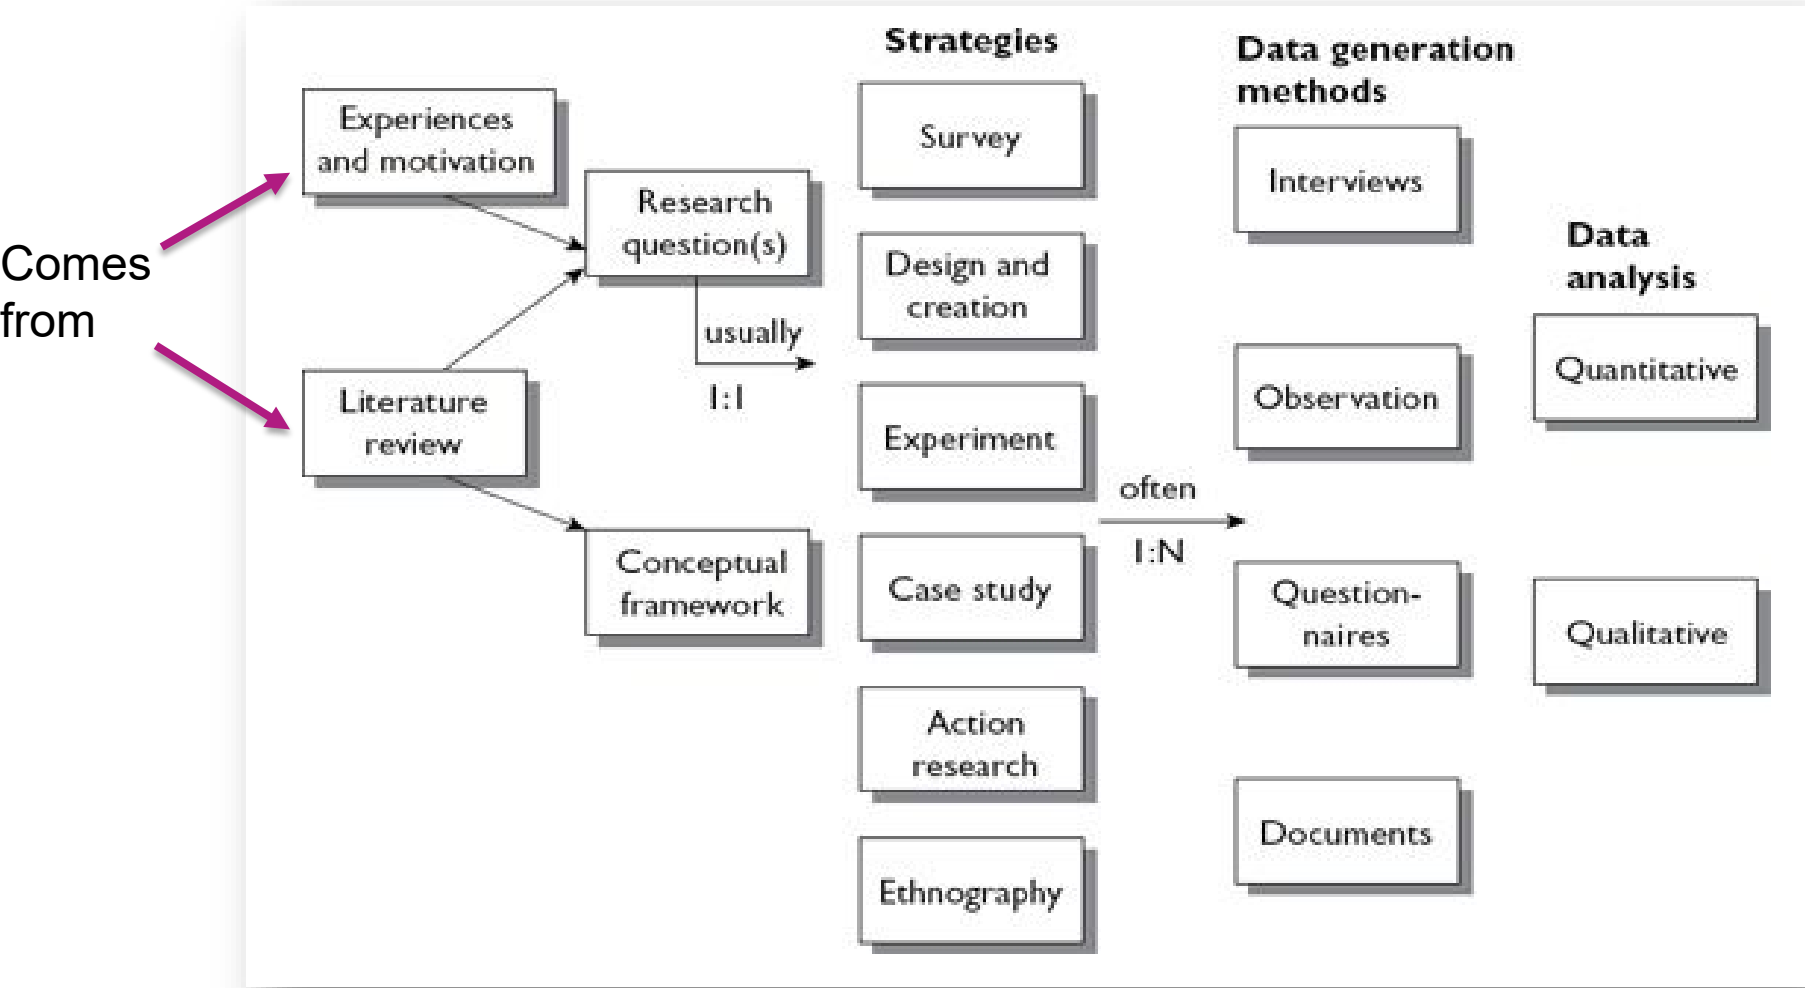 Comes
from
Experiences
and motivation
Literature
review
Research
question(s)
usually
1:1
Conceptual
framework
Strategies
Survey
Design and
creation
Experiment
Case study
Action
research
Ethnography
often
1:N
Data generation
methods
Interviews
Observation
Question-
naires
Documents
Data
analysis
Quantitative
Qualitative